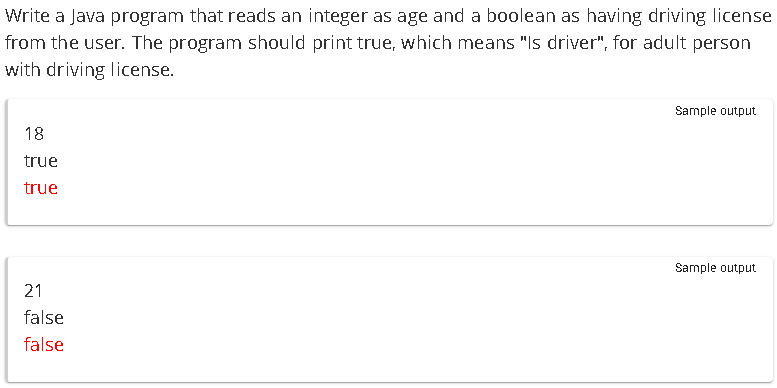 Write a Java program that reads an integer as age and a boolean as having driving license
from the user. The program should print true, which means "Is driver", for adult person
with driving license.
Sample output
18
true
true
Sample output
21
false
false